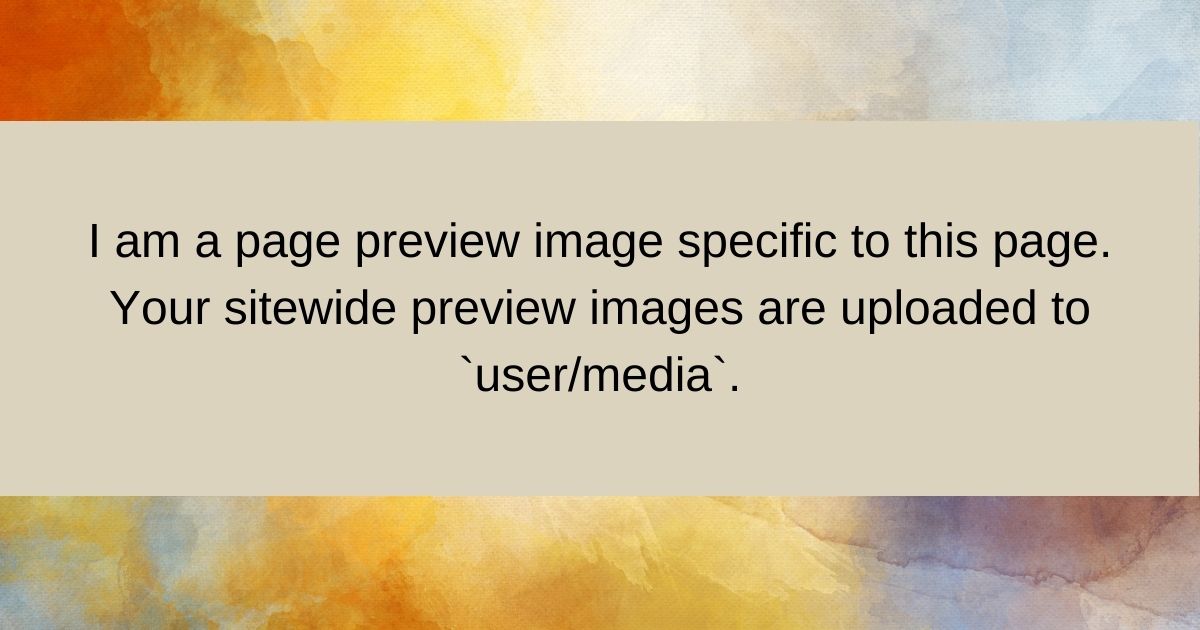 I am a page preview image specific to this page.
Your sitewide preview images are uploaded to
`user/media`.